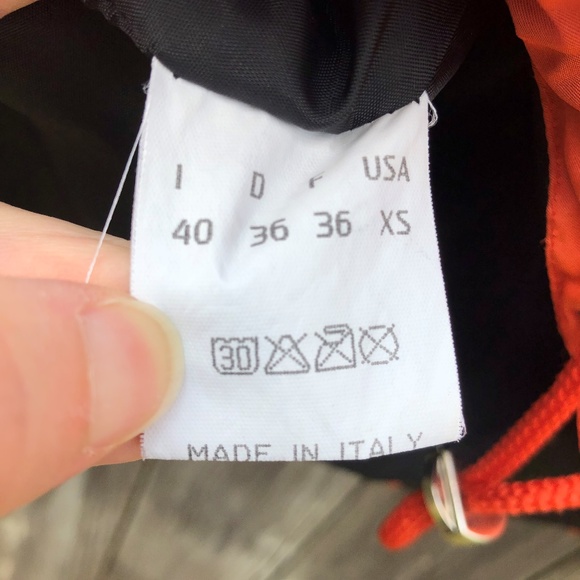 I D F USA
40 36 36 XS
30
MADE IN ITALY